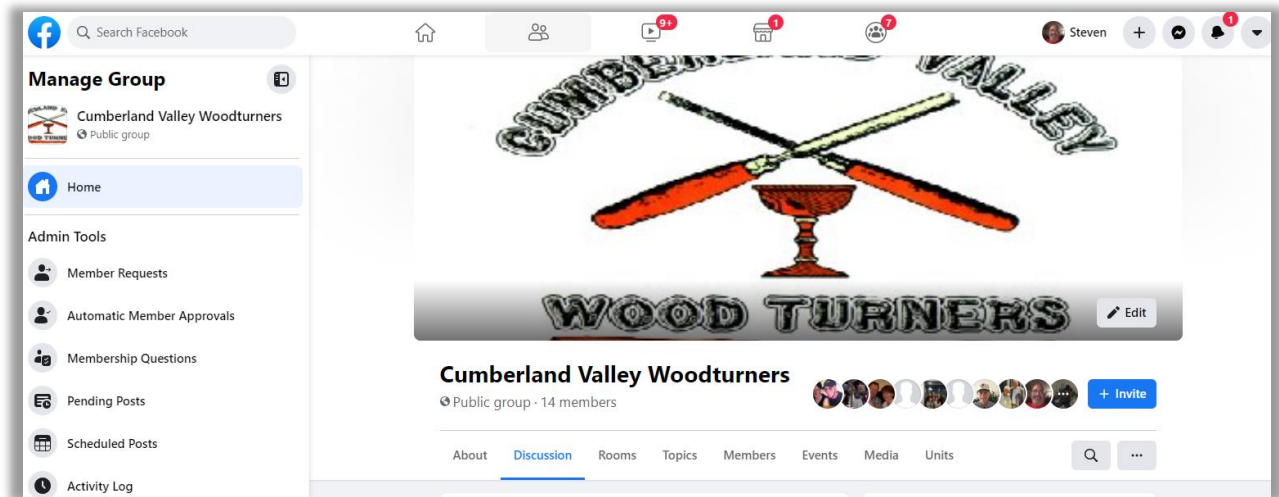 Search Facebook
9+
1
7
Steven
1
Manage Group
Cumberland Valley Woodturners
Public group
Home
Admin Tools
Member Requests
Automatic Member Approvals
Membership Questions
Pending Posts
Scheduled Posts
Activity Log
CUMBERLAND VALLEY
WOOD TURNERS
Edit
Cumberland Valley Woodturners
Public group · 14 members
+ Invite
About Discussion Rooms Topics Members Events Media Units